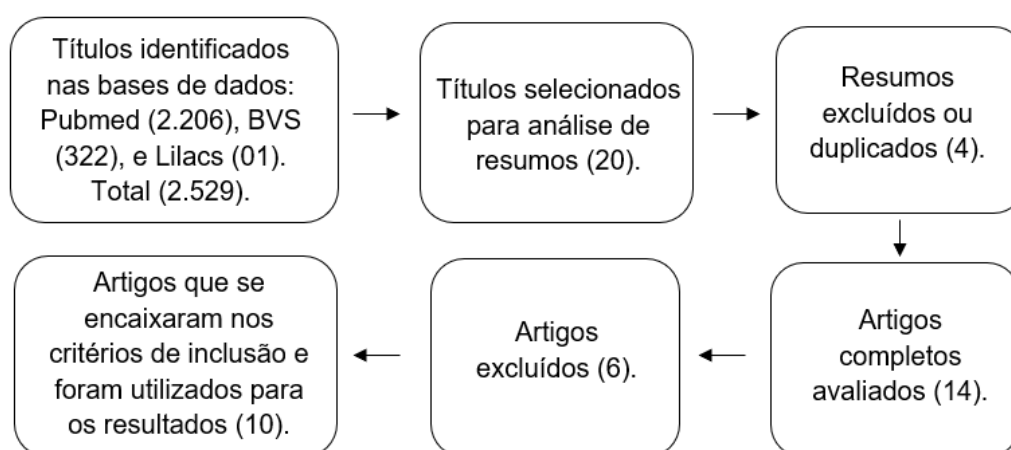 Títulos identificados
nas bases de dados:
Pubmed (2.206), BVS
(322), e Lilacs (01).
Total (2.529).
Títulos selecionados
para análise de
resumos (20).
Resumos
excluídos ou
duplicados (4).
Artigos
completos
avaliados (14).
Artigos
excluídos (6).
Artigos que se
encaixaram nos
critérios de inclusão e
foram utilizados para
os resultados (10).